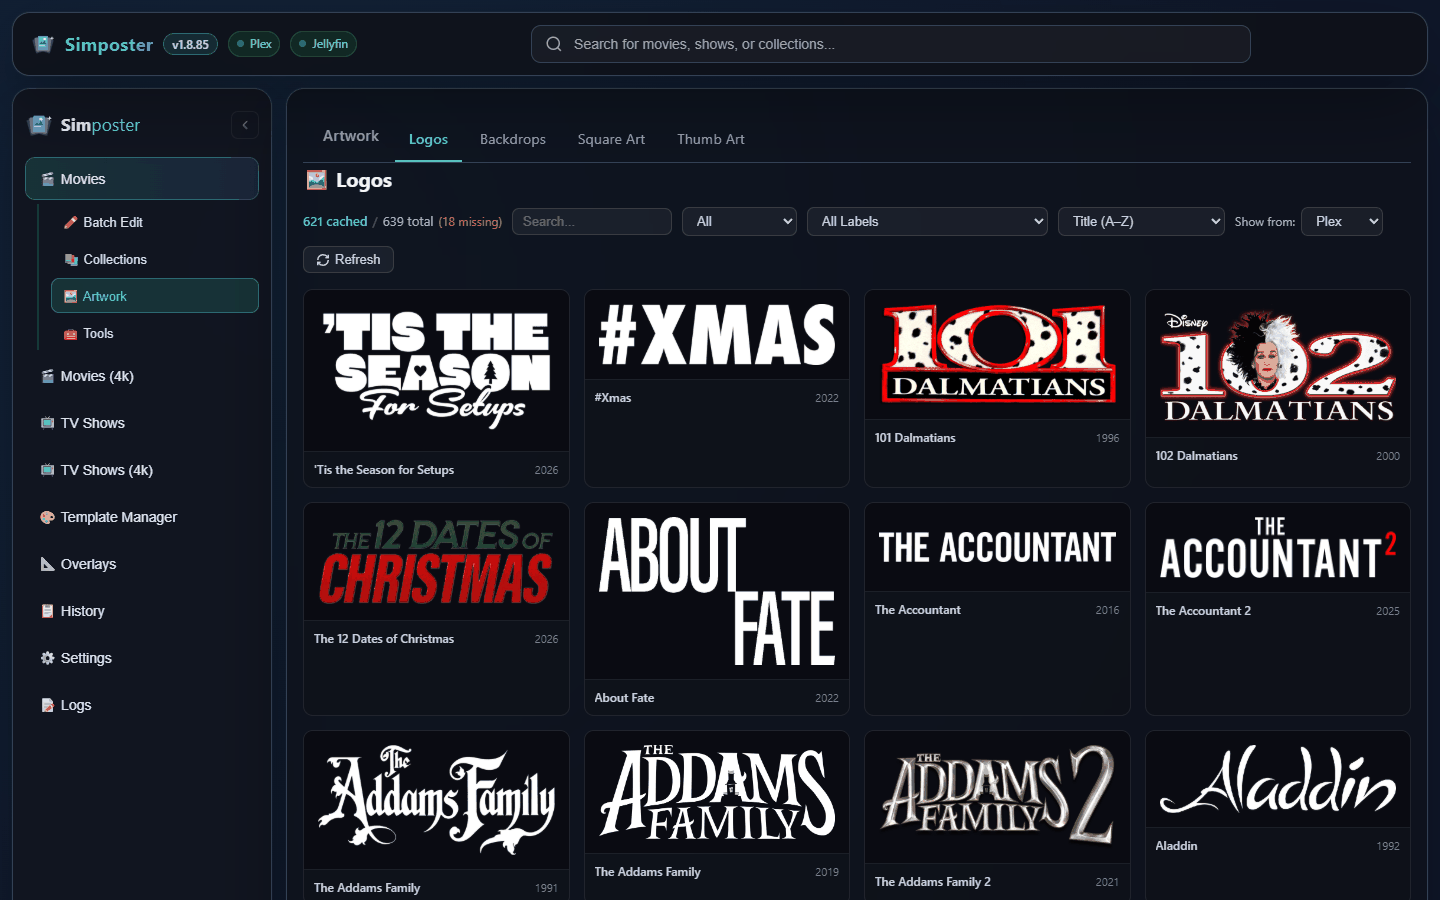 Simposter v1.8.85 Plex Jellyfin
Search for movies, shows, or collections...
Simposter
Movies
Batch Edit
Collections
Artwork
Tools
Movies (4k)
TV Shows
TV Shows (4k)
Template Manager
Overlays
History
Settings
Logs
Artwork Logos Backdrops Square Art Thumb Art
Logos
621 cached / 639 total (18 missing) Search... All All Labels Title (A–Z) Show from: Plex
Refresh
'TIS THE
SEASON
For Setups
'Tis the Season for Setups 2026
#XMAS
#Xmas 2022
101
DALMATIANS
101 Dalmatians 1996
Disney
102
DALMATIANS
102 Dalmatians 2000
THE 12 DATES OF
CHRISTMAS
The 12 Dates of Christmas 2026
ABOUT
FATE
About Fate 2022
THE ACCOUNTANT
The Accountant 2016
THE
ACCOUNTANT 2
The Accountant 2 2025
The
Addams Family
The Addams Family 1991
THE
ADDAMS
FAMILY
The Addams Family 2019
THE
ADDAMS
FAMILY 2
The Addams Family 2 2021
Aladdin
Aladdin 1992